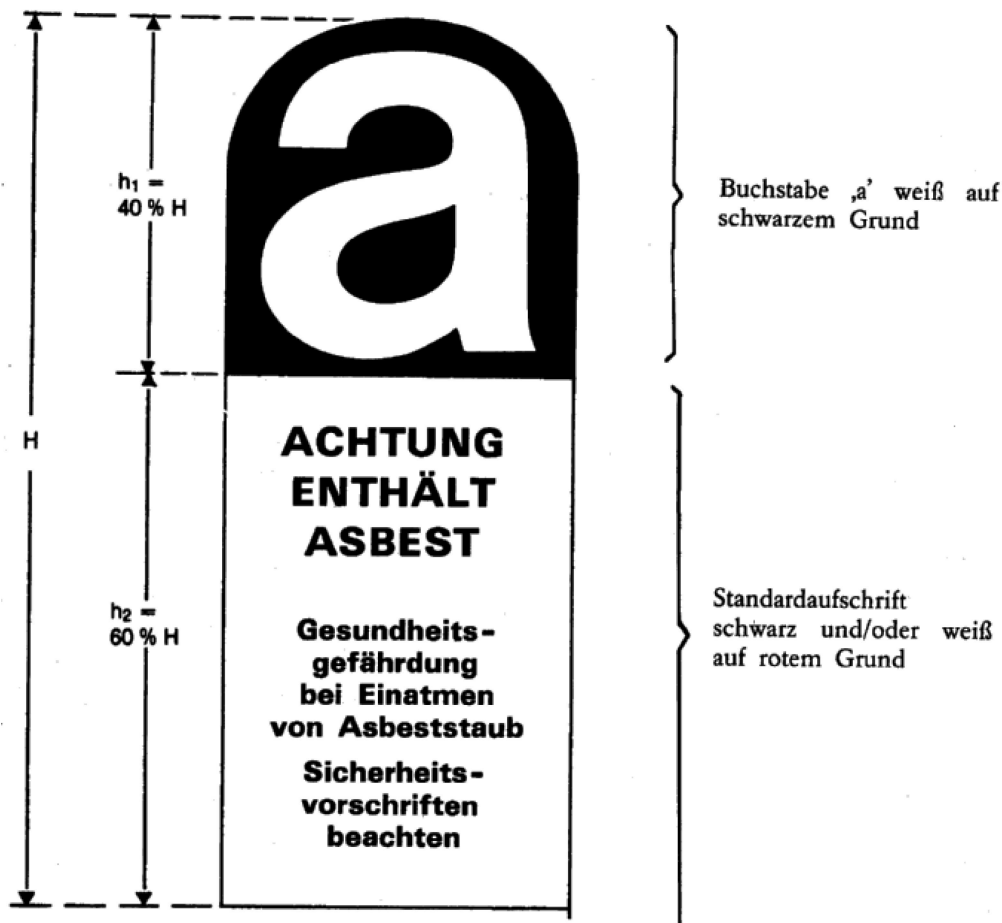 a
h₁ =
40 % H
Buchstabe ‚a’ weiß auf
schwarzem Grund
H
ACHTUNG
ENTHÄLT
ASBEST
h₂ =
60 % H
Gesundheits-
gefährdung
bei Einatmen
von Asbeststaub
Sicherheits-
vorschriften
beachten
Standardaufschrift
schwarz und/oder weiß
auf rotem Grund